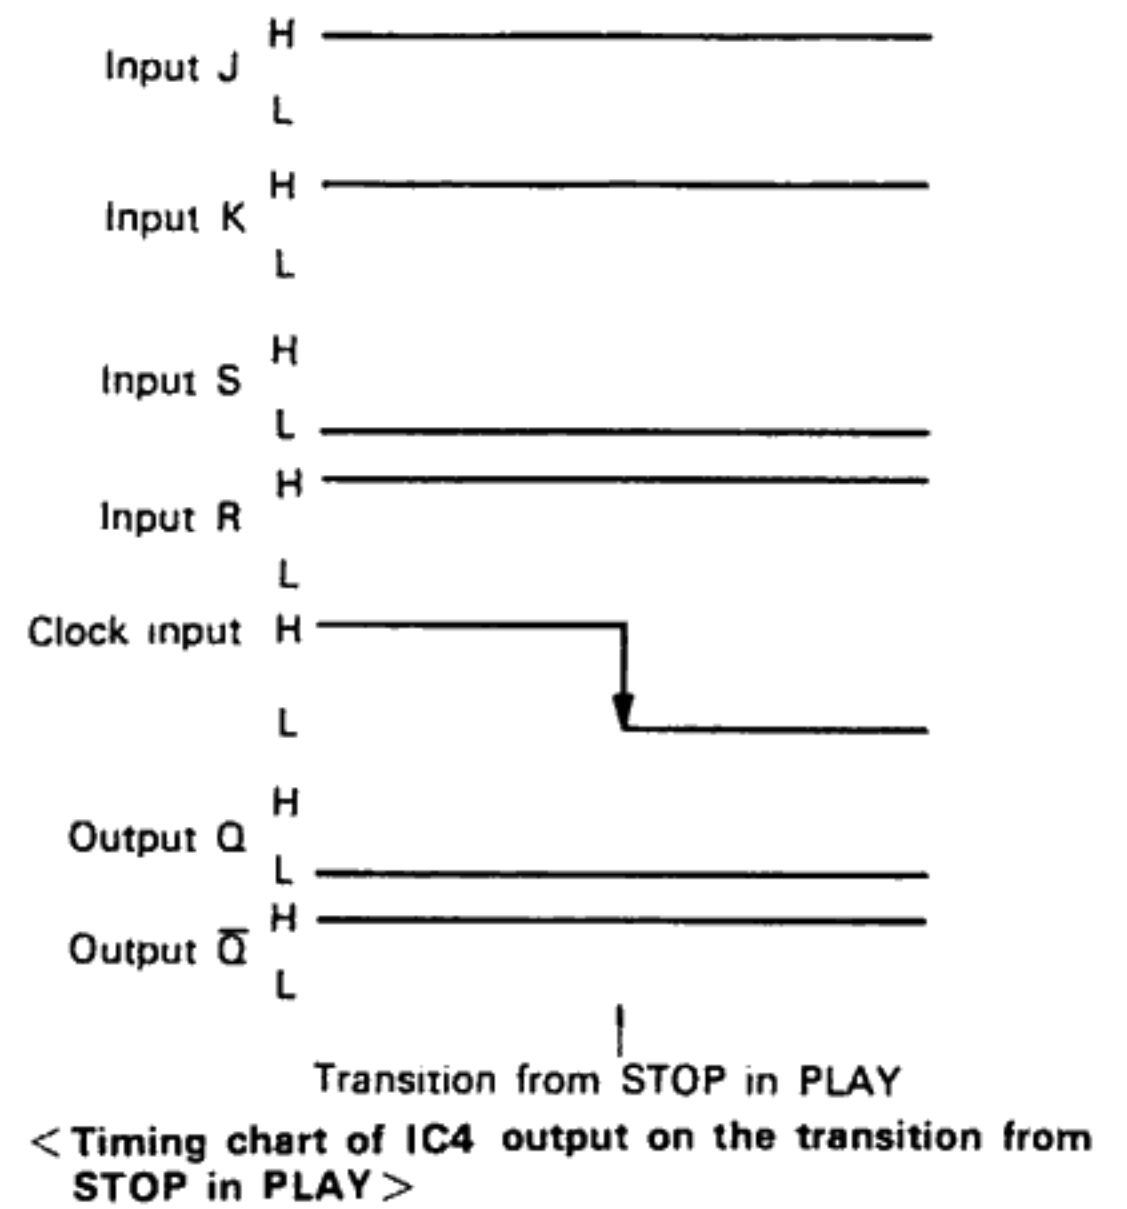 H
Input J
L
H
Input K
L
H
Input S
L
H
Input R
L
Clock input H
L
H
Output Q
L
H
Output Q̅
L
Transition from STOP in PLAY
< Timing chart of IC4 output on the transition from
STOP in PLAY >